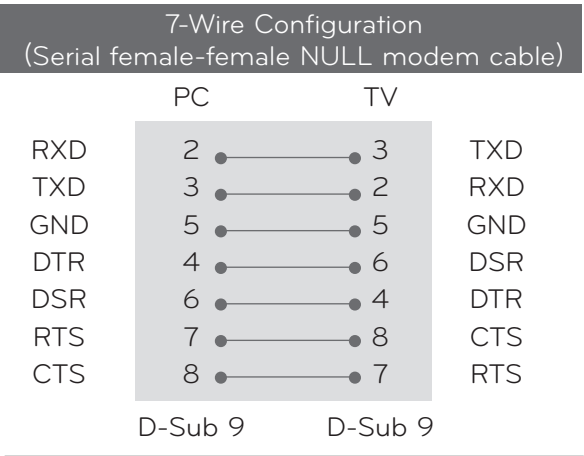 7-Wire Configuration
(Serial female-female NULL modem cable)
PC TV
RXD 2 3 TXD
TXD 3 2 RXD
GND 5 5 GND
DTR 4 6 DSR
DSR 6 4 DTR
RTS 7 8 CTS
CTS 8 7 RTS
D-Sub 9 D-Sub 9